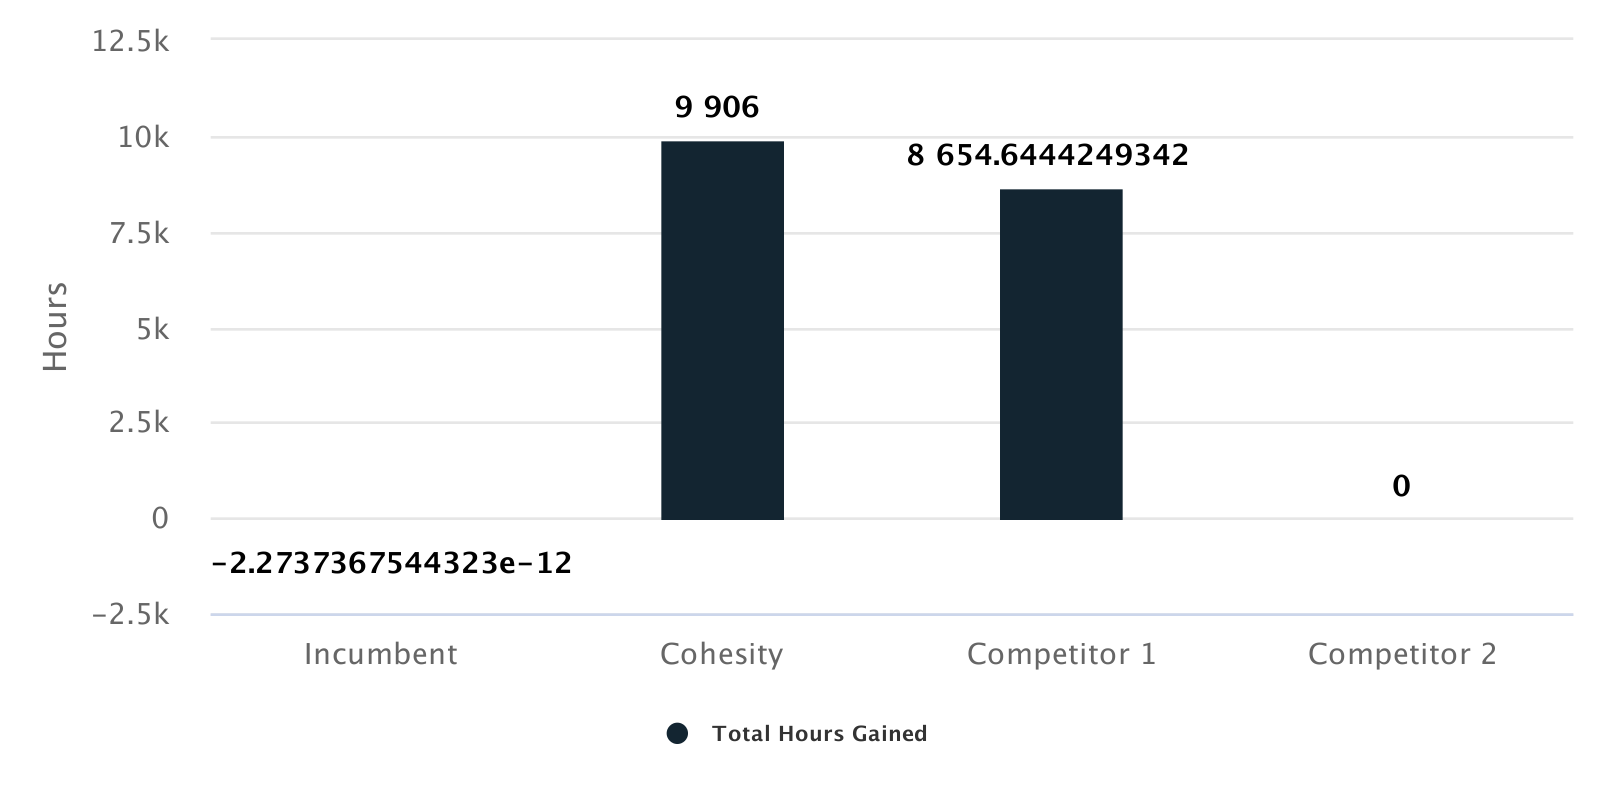 12.5k
10k
7.5k
5k
2.5k
0
−2.5k
Hours
9 906
8 654.6444249342
0
−2.2737367544323e−12
Incumbent
Cohesity
Competitor 1
Competitor 2
Total Hours Gained